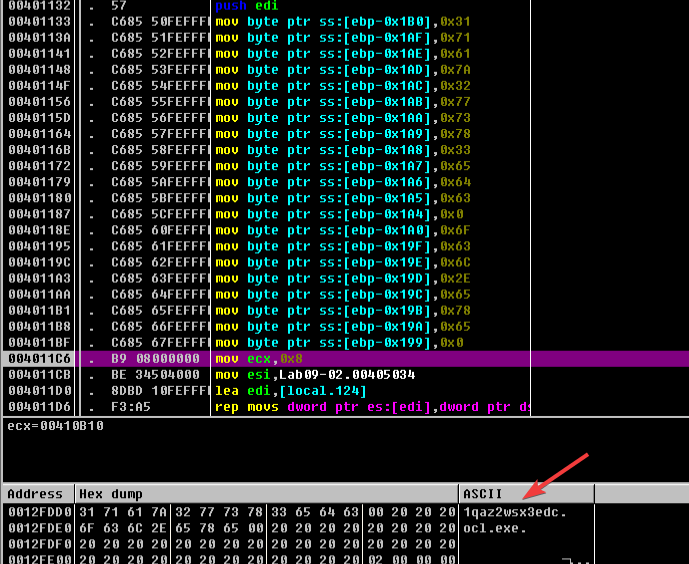 00401132 . 57 push edi
00401133 . C685 50FEFFFF mov byte ptr ss:[ebp-0x1B0],0x31
0040113A . C685 51FEFFFF mov byte ptr ss:[ebp-0x1AF],0x71
00401141 . C685 52FEFFFF mov byte ptr ss:[ebp-0x1AE],0x61
00401148 . C685 53FEFFFF mov byte ptr ss:[ebp-0x1AD],0x7A
0040114F . C685 54FEFFFF mov byte ptr ss:[ebp-0x1AC],0x32
00401156 . C685 55FEFFFF mov byte ptr ss:[ebp-0x1AB],0x77
0040115D . C685 56FEFFFF mov byte ptr ss:[ebp-0x1AA],0x73
00401164 . C685 57FEFFFF mov byte ptr ss:[ebp-0x1A9],0x78
0040116B . C685 58FEFFFF mov byte ptr ss:[ebp-0x1A8],0x33
00401172 . C685 59FEFFFF mov byte ptr ss:[ebp-0x1A7],0x65
00401179 . C685 5AFEFFFF mov byte ptr ss:[ebp-0x1A6],0x64
00401180 . C685 5BFEFFFF mov byte ptr ss:[ebp-0x1A5],0x63
00401187 . C685 5CFEFFFF mov byte ptr ss:[ebp-0x1A4],0x0
0040118E . C685 60FEFFFF mov byte ptr ss:[ebp-0x1A0],0x6F
00401195 . C685 61FEFFFF mov byte ptr ss:[ebp-0x19F],0x63
0040119C . C685 62FEFFFF mov byte ptr ss:[ebp-0x19E],0x6C
004011A3 . C685 63FEFFFF mov byte ptr ss:[ebp-0x19D],0x2E
004011AA . C685 64FEFFFF mov byte ptr ss:[ebp-0x19C],0x65
004011B1 . C685 65FEFFFF mov byte ptr ss:[ebp-0x19B],0x78
004011B8 . C685 66FEFFFF mov byte ptr ss:[ebp-0x19A],0x65
004011BF . C685 67FEFFFF mov byte ptr ss:[ebp-0x199],0x0
004011C6 . B9 08000000 mov ecx,0x8
004011CB . BE 34504000 mov esi,Lab09-02.00405034
004011D0 . 8DBD 10FEFFFF lea edi,[local.124]
004011D6 . F3:A5 rep movs dword ptr es:[edi],dword ptr ds
ecx=00410B10
Address Hex dump ASCII
0012FDD0 31 71 61 7A 32 77 73 78 33 65 64 63 00 20 20 20 1qaz2wsx3edc.
0012FDE0 6F 63 6C 2E 65 78 65 00 20 20 20 20 20 20 20 20 ocl.exe.
0012FDF0 20 20 20 20 20 20 20 20 20 20 20 20 20 20 20 20
0012FE00 20 20 20 20 20 20 20 20 20 20 20 20 02 00 00 00